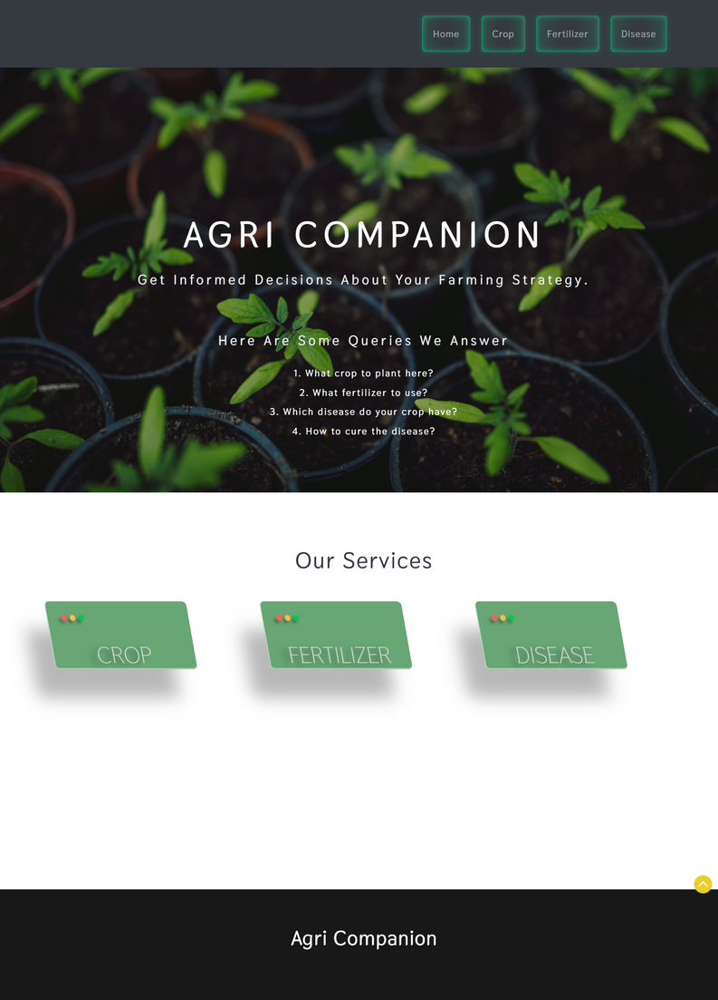 Home Crop Fertilizer Disease
AGRI COMPANION
Get Informed Decisions About Your Farming Strategy.
Here Are Some Queries We Answer
1. What crop to plant here?
2. What fertilizer to use?
3. Which disease do your crop have?
4. How to cure the disease?
Our Services
CROP FERTILIZER DISEASE
Agri Companion